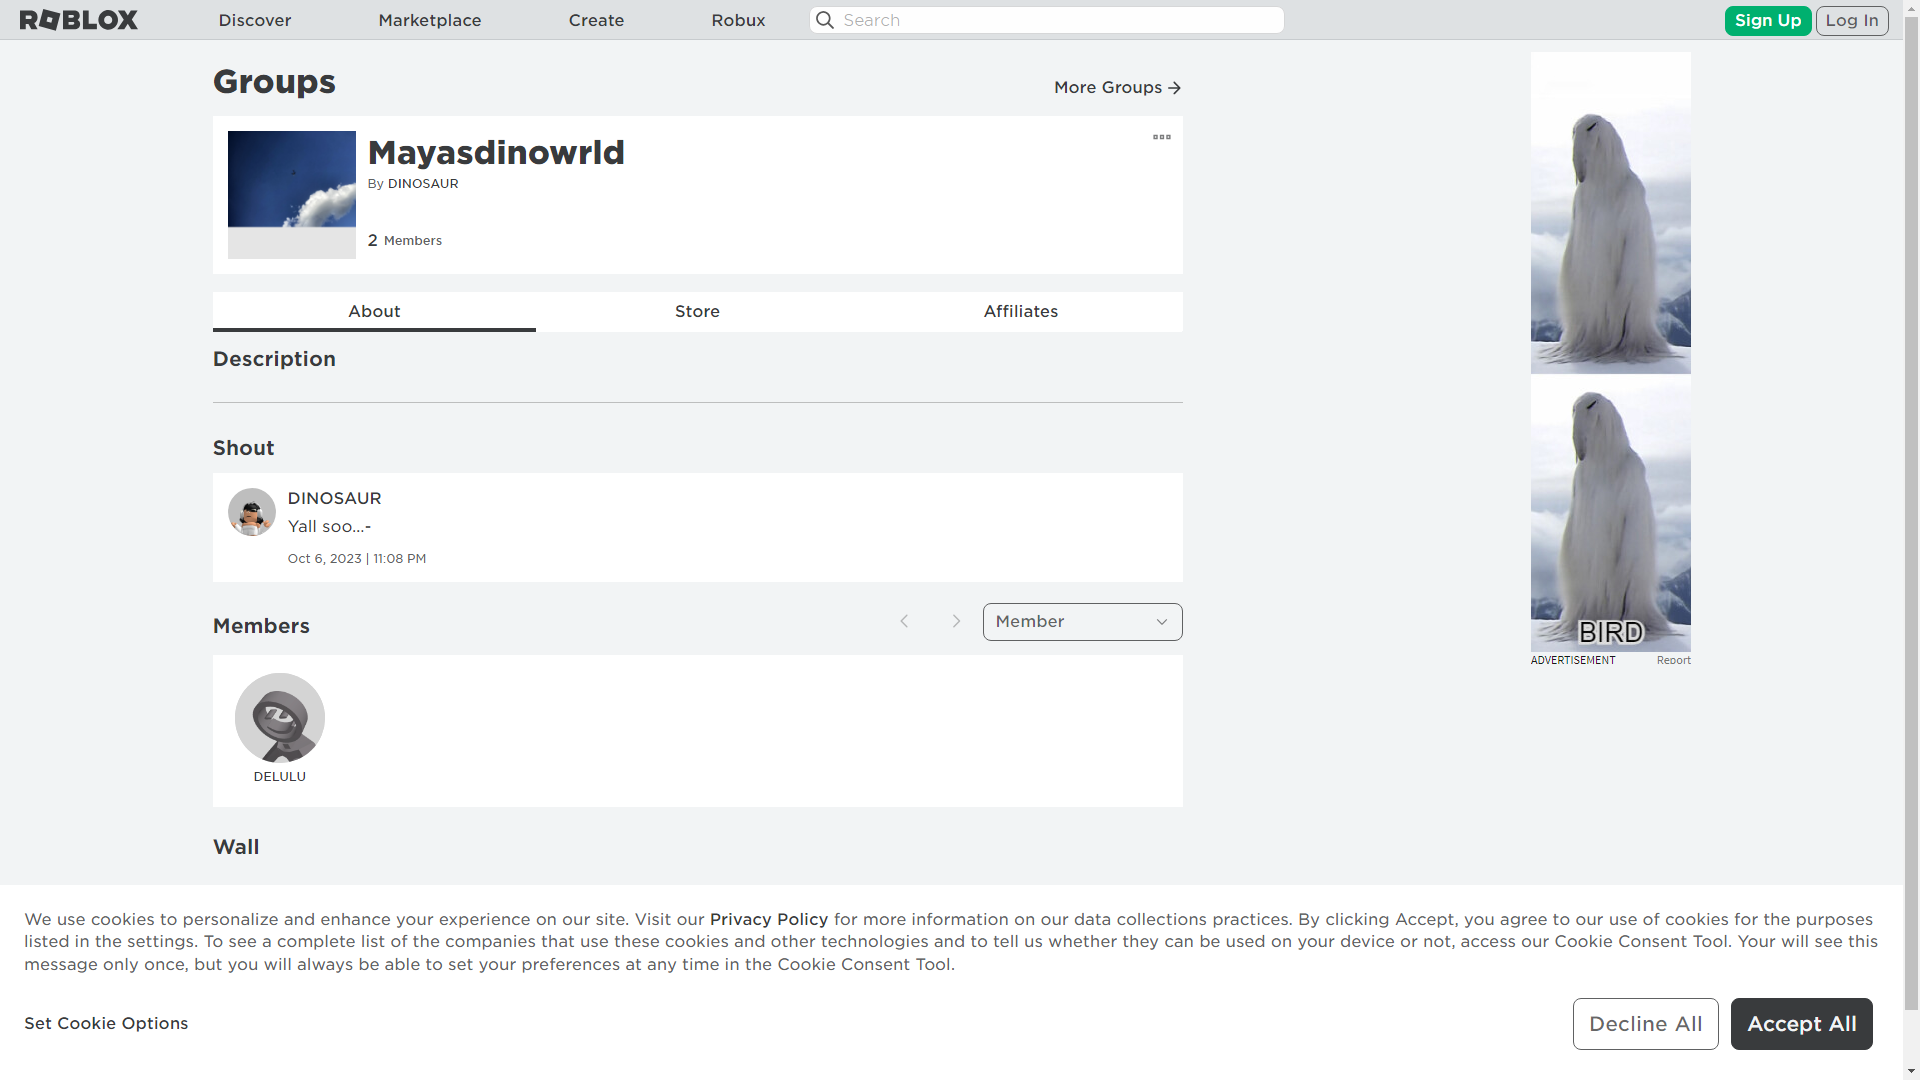 ROBLOX Discover Marketplace Create Robux Search Sign Up Log In
Groups
More Groups
Mayasdinowrld
By DINOSAUR
2 Members
About Store Affiliates
Description
Shout
DINOSAUR
Yall soo...-
Oct 6, 2023 | 11:08 PM
Members
Member
DELULU
Wall
BIRD
ADVERTISEMENT Report
We use cookies to personalize and enhance your experience on our site. Visit our Privacy Policy for more information on our data collections practices. By clicking Accept, you agree to our use of cookies for the purposes
listed in the settings. To see a complete list of the companies that use these cookies and other technologies and to tell us whether they can be used on your device or not, access our Cookie Consent Tool. Your will see this
message only once, but you will always be able to set your preferences at any time in the Cookie Consent Tool.
Set Cookie Options
Decline All
Accept All